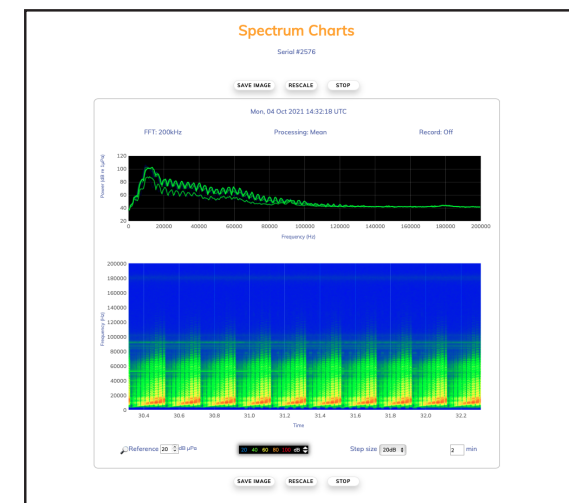 Spectrum Charts
Serial #2576
SAVE IMAGE RESCALE STOP
Mon, 04 Oct 2021 14:32:18 UTC
FFT: 200kHz Processing: Mean Record: Off
Power (dB re 1µPa)
120
100
80
60
40
20
0 20000 40000 60000 80000 100000 120000 140000 160000 180000 200000
Frequency (Hz)
Frequency (Hz)
200000
180000
160000
140000
120000
100000
80000
60000
40000
20000
0
30.4 30.6 30.8 31.0 31.2 31.4 31.6 31.8 32.0 32.2
Time
Reference 20 dB µPa 20 40 60 80 100 dB Step size 20dB 2 min
SAVE IMAGE RESCALE STOP